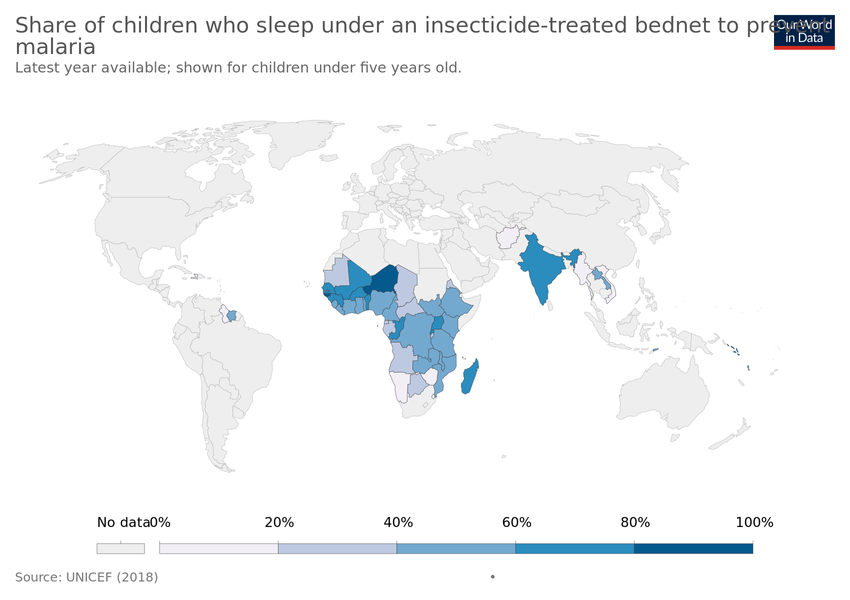 Share of children who sleep under an insecticide-treated bednet to prevent
malaria
Our World
in Data
Latest year available; shown for children under five years old.
No data
0%
20%
40%
60%
80%
100%
Source: UNICEF (2018)